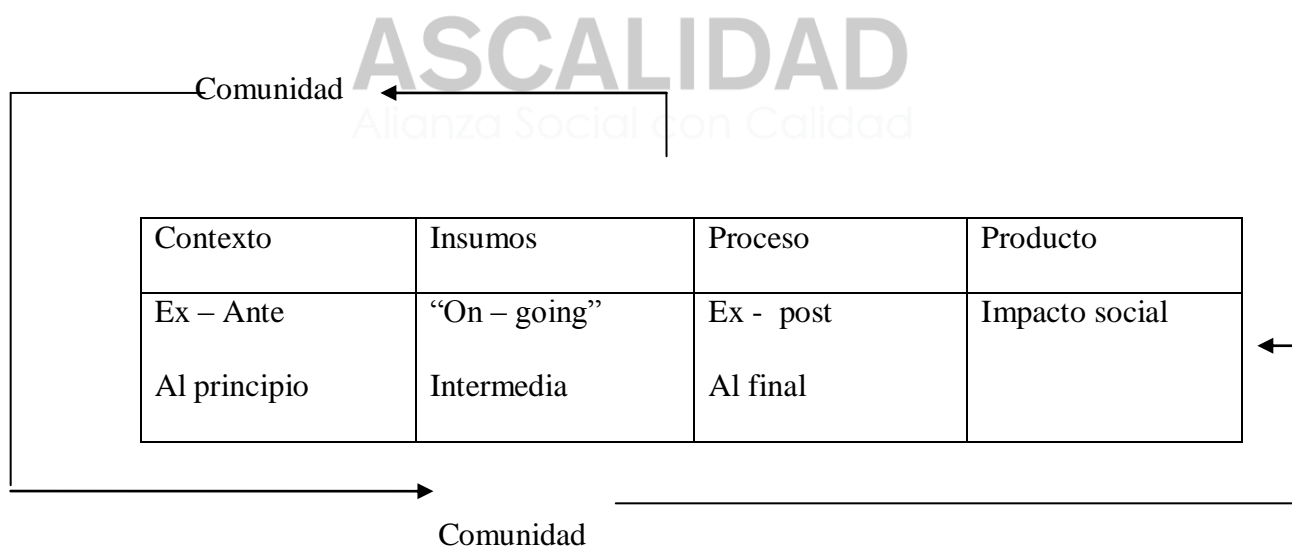 ASCALIDAD
Comunidad
Alianza Social con Calidad
Contexto Insumos Proceso Producto
Ex – Ante “On – going” Ex - post Impacto social
Al principio Intermedia Al final
Comunidad